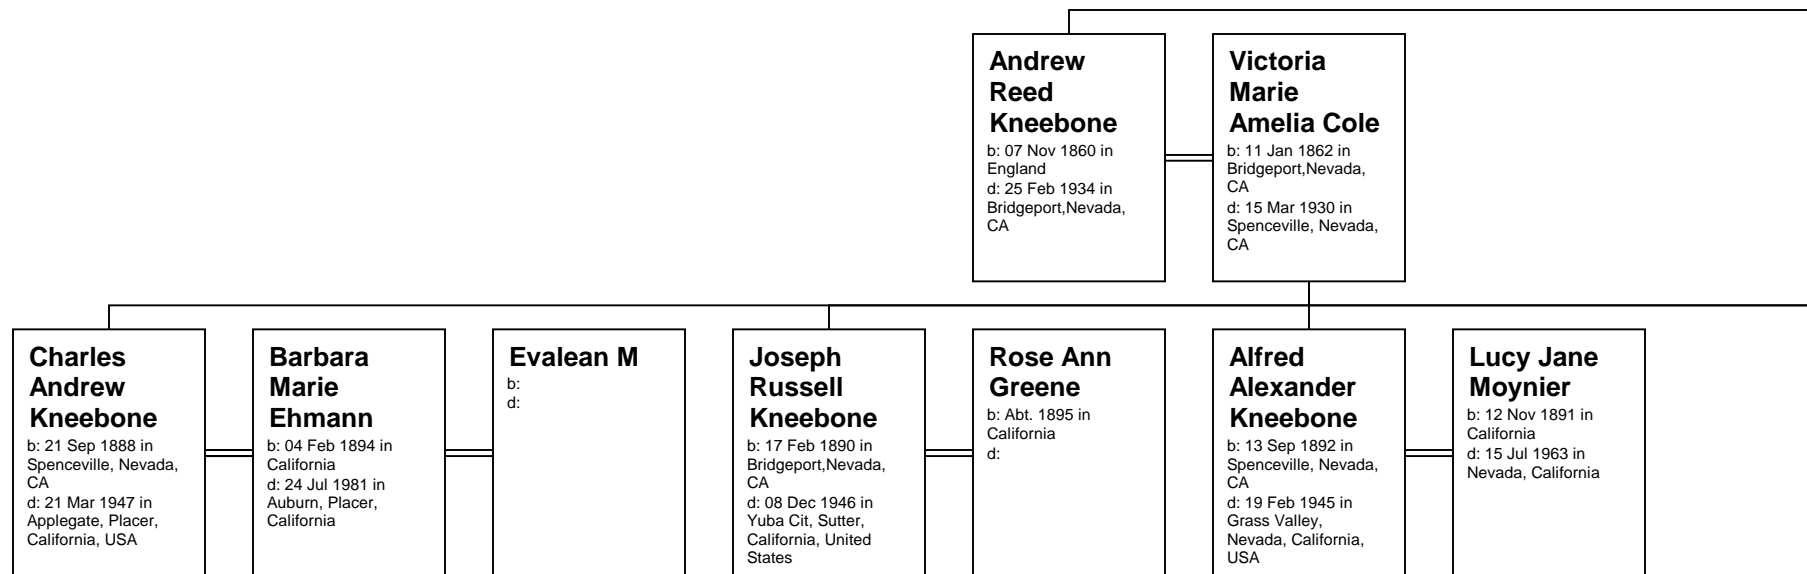 Andrew
Reed
Kneebone
b: 07 Nov 1860 in
England
d: 25 Feb 1934 in
Bridgeport,Nevada,
CA
Victoria
Marie
Amelia Cole
b: 11 Jan 1862 in
Bridgeport,Nevada,
CA
d: 15 Mar 1930 in
Spenceville, Nevada,
CA
Charles
Andrew
Kneebone
b: 21 Sep 1888 in
Spenceville, Nevada,
CA
d: 21 Mar 1947 in
Applegate, Placer,
California, USA
Barbara
Marie
Ehmann
b: 04 Feb 1894 in
California
d: 24 Jul 1981 in
Auburn, Placer,
California
Evalean M
b:
d:
Joseph
Russell
Kneebone
b: 17 Feb 1890 in
Bridgeport,Nevada,
CA
d: 08 Dec 1946 in
Yuba Cit, Sutter,
California, United
States
Rose Ann
Greene
b: Abt. 1895 in
California
d:
Alfred
Alexander
Kneebone
b: 13 Sep 1892 in
Spenceville, Nevada,
CA
d: 19 Feb 1945 in
Grass Valley,
Nevada, California,
USA
Lucy Jane
Moynier
b: 12 Nov 1891 in
California
d: 15 Jul 1963 in
Nevada, California